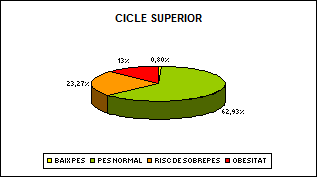 CICLE SUPERIOR
13%
0,80%
23,27%
62,93%
BAIX PES PES NORMAL RISC DE SOBREPES OBESITAT